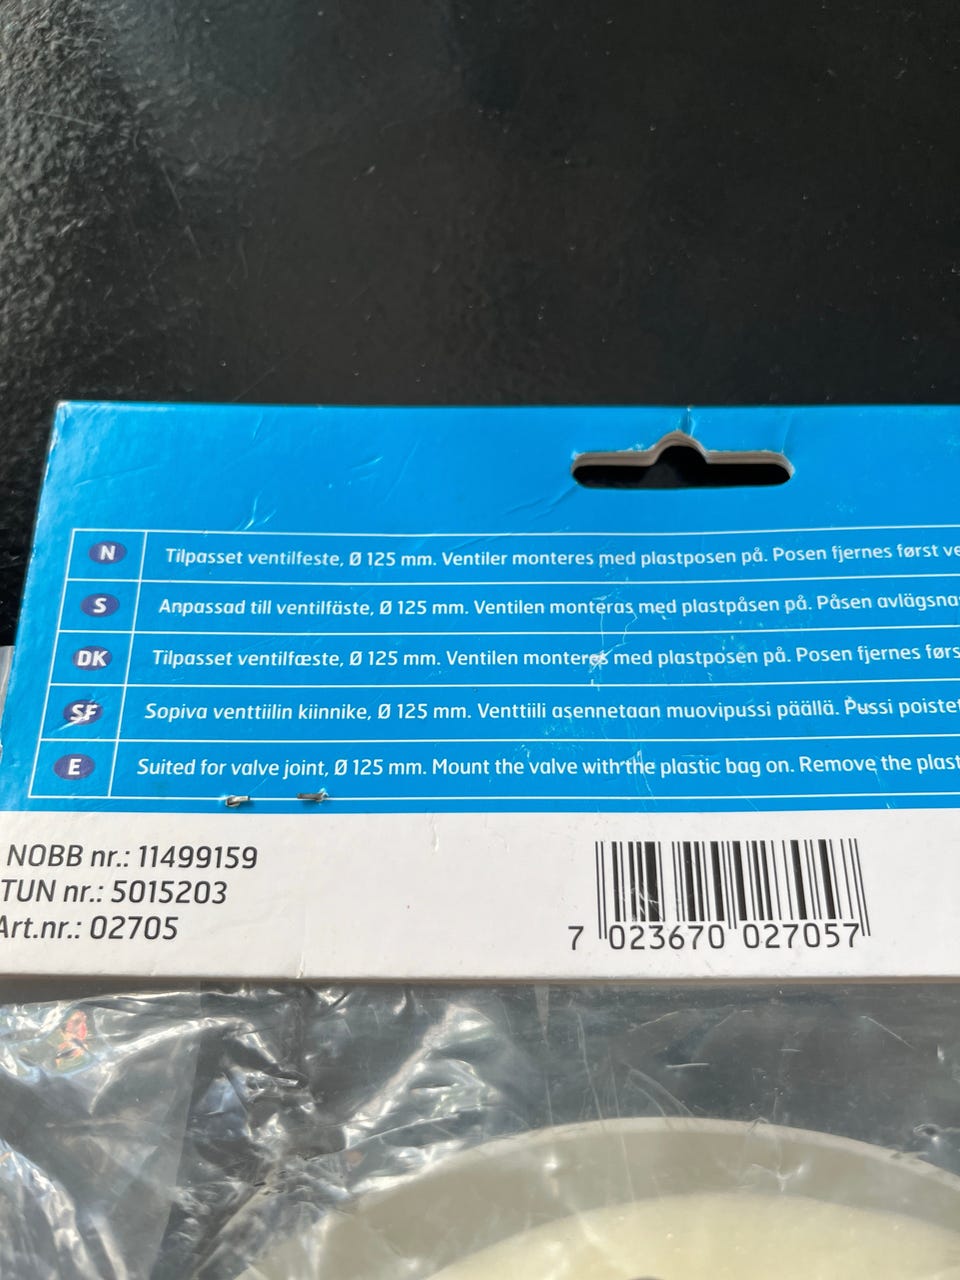 N Tilpasset ventilfeste, Ø 125 mm. Ventiler monteres med plastposen på. Posen fjernes først
S Anpassad till ventilfäste, Ø 125 mm. Ventilen monteras med plastpåsen på. Påsen
DK Tilpasset ventilfæste, Ø 125 mm. Ventilen monteres med plastposen på. Posen fjernes
SF Sopiva venttiilin kiinnike, Ø 125 mm. Venttiili asennetaan muovipussi päällä. Pussi
E Suited for valve joint, Ø 125 mm. Mount the valve with the plastic bag on. Remove the
NOBB nr.: 11499159
TUN nr.: 5015203
Art.nr.: 02705
7 023670 027057